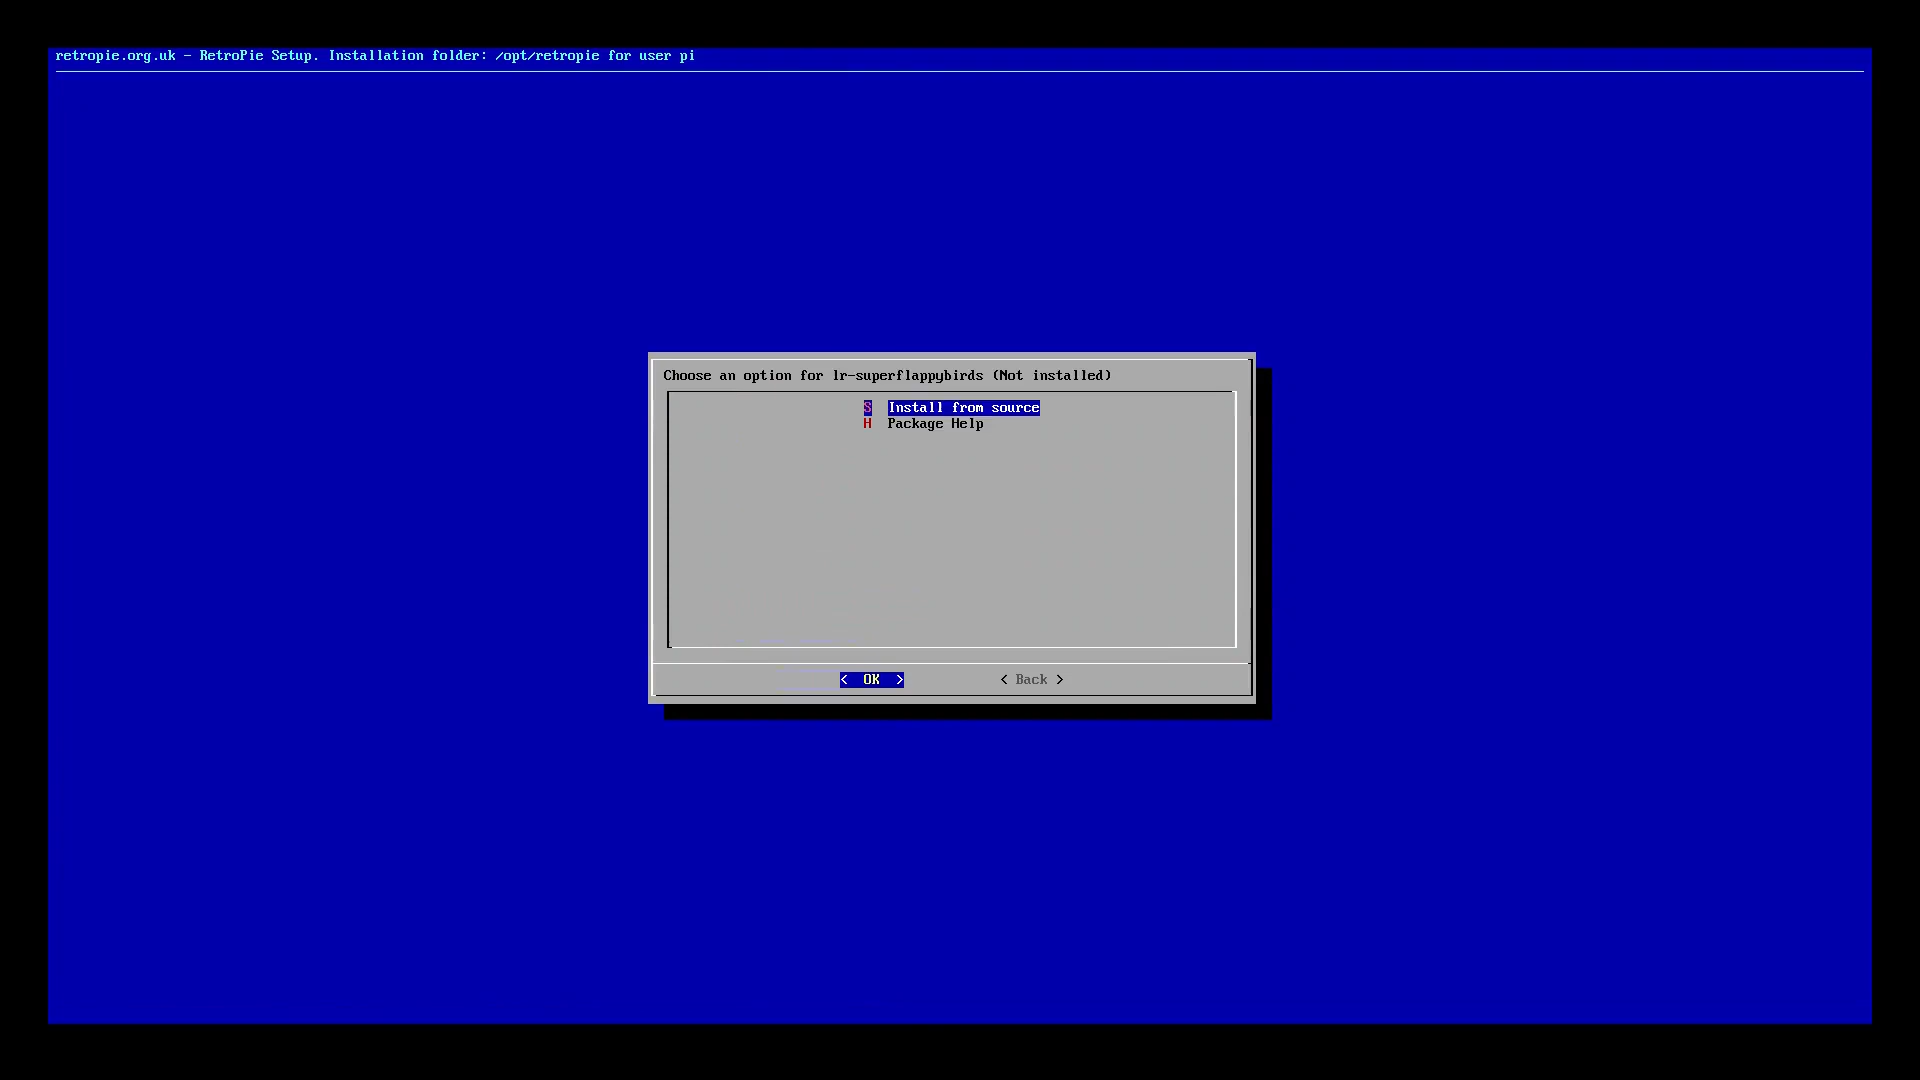 retropie.org.uk - RetroPie Setup. Installation folder: /opt/retropie for user pi
Choose an option for lr-superflappybirds (Not installed)
S Install from source
H Package Help
< OK > < Back >